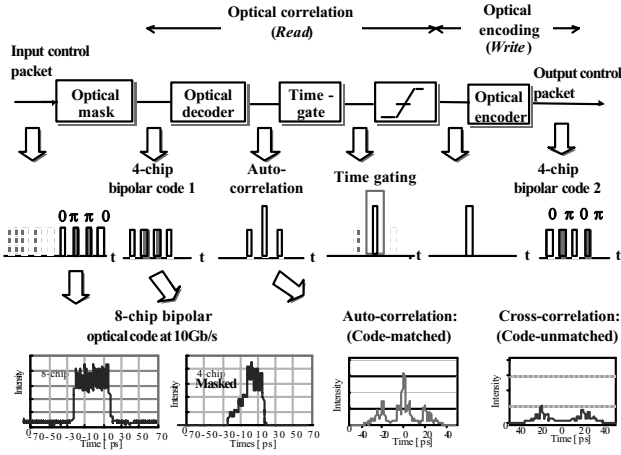 Optical correlation
(Read)
Optical
encoding
(Write)
Input control
packet
Optical
mask
Optical
decoder
Time -
gate
Optical
encoder
Output control
packet
4-chip
bipolar code 1
Auto-
correlation
Time gating
4-chip
bipolar code 2
0 π π 0
0 π 0 π
t t t t t t
8-chip bipolar
optical code at 10Gb/s
Auto-correlation:
(Code-matched)
Cross-correlation:
(Code-unmatched)
Intensity
8-chip
Intensity
4-chip
Masked
Intensity
Intensity
70 50 -30 -10 10 30 50 70
Time [ ps]
70 50 -30 -10 10 30 50 70
Times [ ps]
-40 -20 0 20 40
Time [ ps]
40 20 0 20 40
Time [ ps]